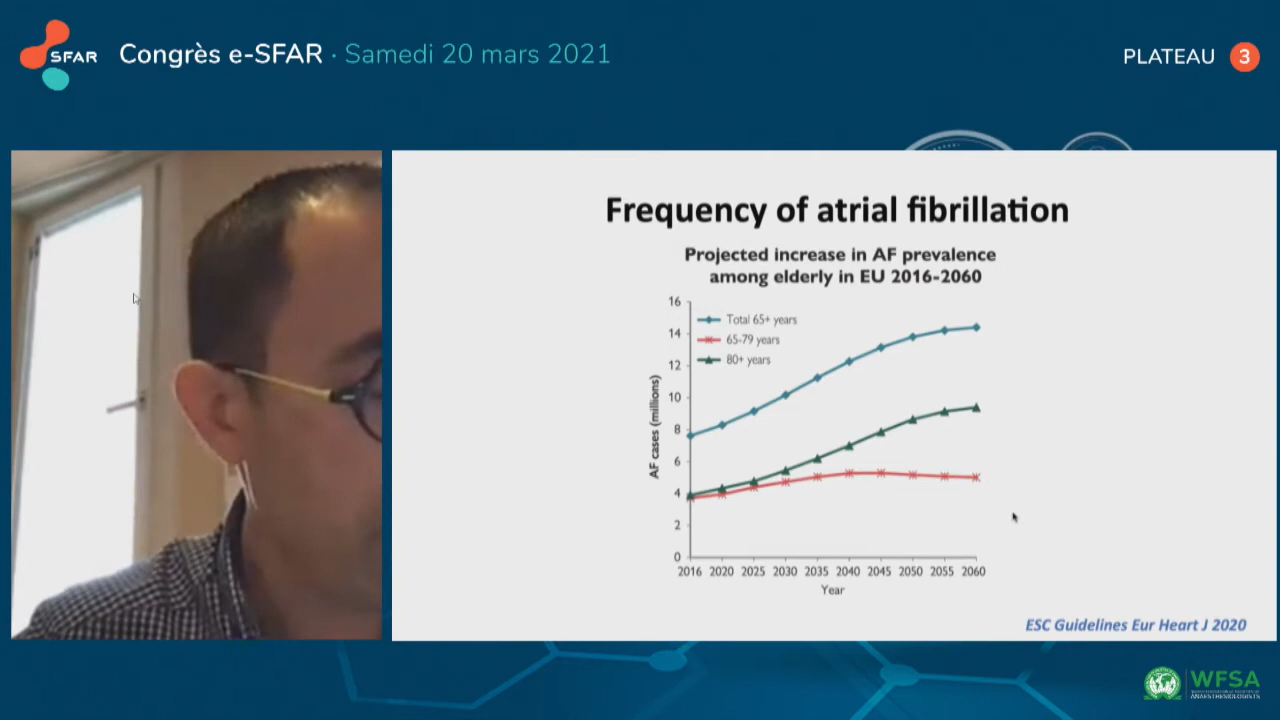 SFAR
Congrès e-SFAR · Samedi 20 mars 2021
PLATEAU 3
Frequency of atrial fibrillation
Projected increase in AF prevalence
among elderly in EU 2016-2060
16
14
12
10
8
6
4
2
0
AF cases (millions)
Total 65+ years
65-79 years
80+ years
2016 2020 2025 2030 2035 2040 2045 2050 2055 2060
Year
ESC Guidelines Eur Heart J 2020
WFSA
ANAESTHESIOLOGISTS